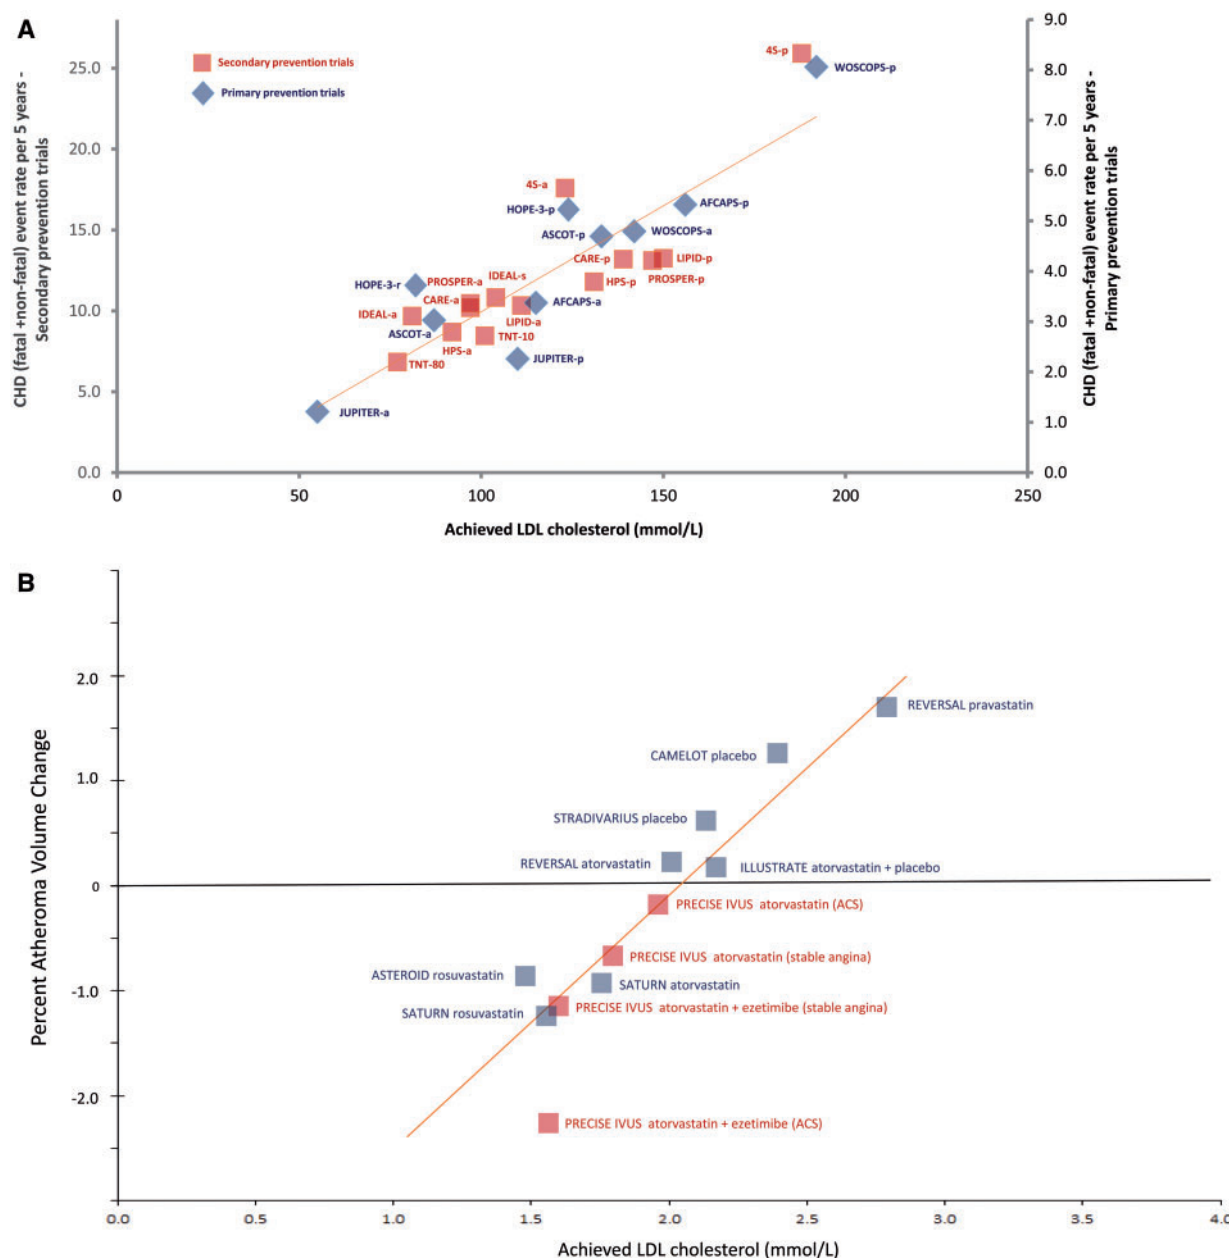 A
CHD (fatal +non-fatal) event rate per 5 years -
Secondary prevention trials
25.0
20.0
15.0
10.0
5.0
0.0
Secondary prevention trials
Primary prevention trials
4S-p
WOSCOPS-p
4S-a
HOPE-3-p
AFCAPS-p
ASCOT-p
WOSCOPS-a
CARE-p
LIPID-p
HPS-p
PROSPER-p
HOPE-3-r
PROSPER-a
IDEAL-s
CARE-a
AFCAPS-a
IDEAL-a
ASCOT-a
LIPID-a
TNT-10
HPS-a
JUPITER-p
TNT-80
JUPITER-a
9.0
8.0
7.0
6.0
5.0
4.0
3.0
2.0
1.0
0.0
CHD (fatal +non-fatal) event rate per 5 years -
Primary prevention trials
0
50
100
150
200
250
Achieved LDL cholesterol (mmol/L)
B
Percent Atheroma Volume Change
2.0
1.0
0
-1.0
-2.0
REVERSAL pravastatin
CAMELOT placebo
STRADIVARIUS placebo
REVERSAL atorvastatin
ILLUSTRATE atorvastatin + placebo
PRECISE IVUS atorvastatin (ACS)
PRECISE IVUS atorvastatin (stable angina)
ASTEROID rosuvastatin
SATURN atorvastatin
PRECISE IVUS atorvastatin + ezetimibe (stable angina)
SATURN rosuvastatin
PRECISE IVUS atorvastatin + ezetimibe (ACS)
0.0
0.5
1.0
1.5
2.0
2.5
3.0
3.5
4.0
Achieved LDL cholesterol (mmol/L)